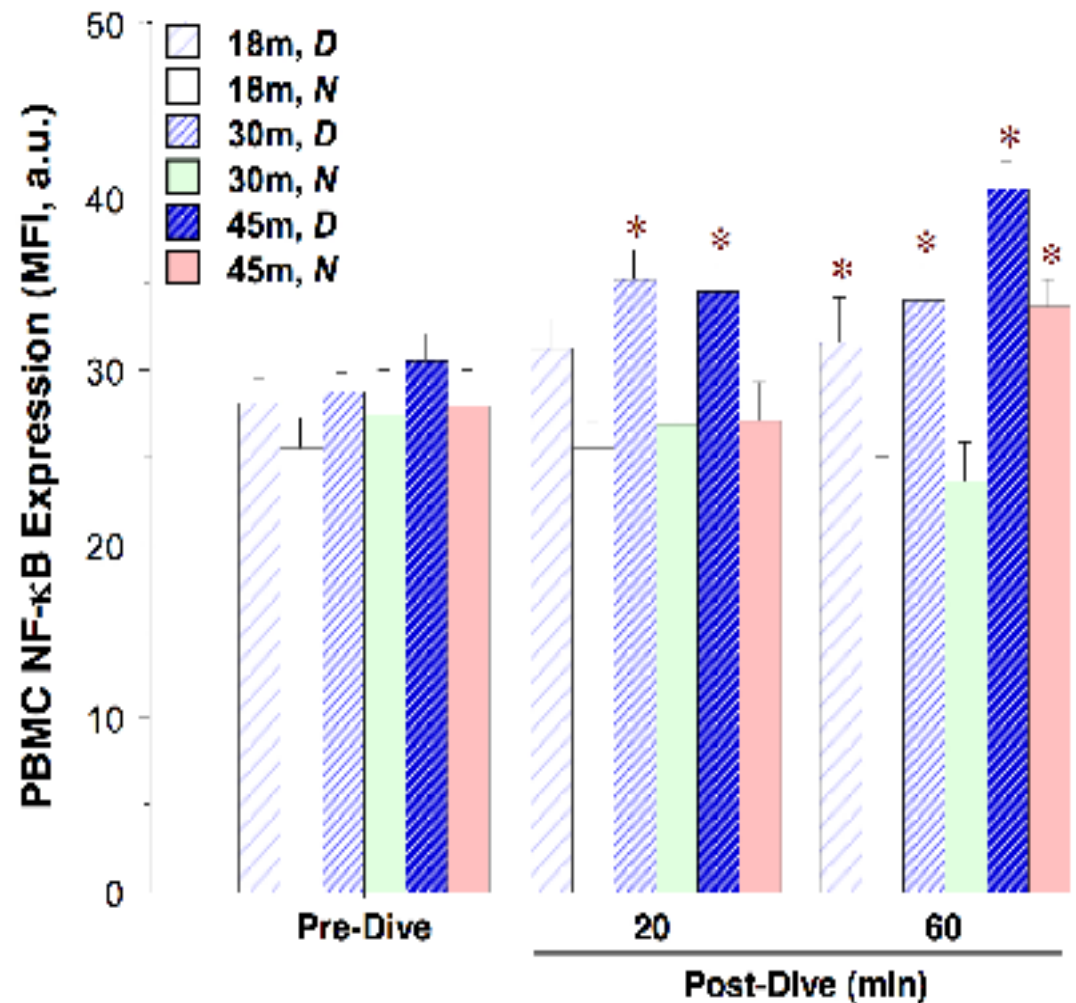 PBMC NF-κB Expression (MFI, a.u.)
50
40
30
20
10
0
18m, D
18m, N
30m, D
30m, N
45m, D
45m, N
*
*
*
*
*
*
Pre-Dive
20
60
Post-Dive (min)